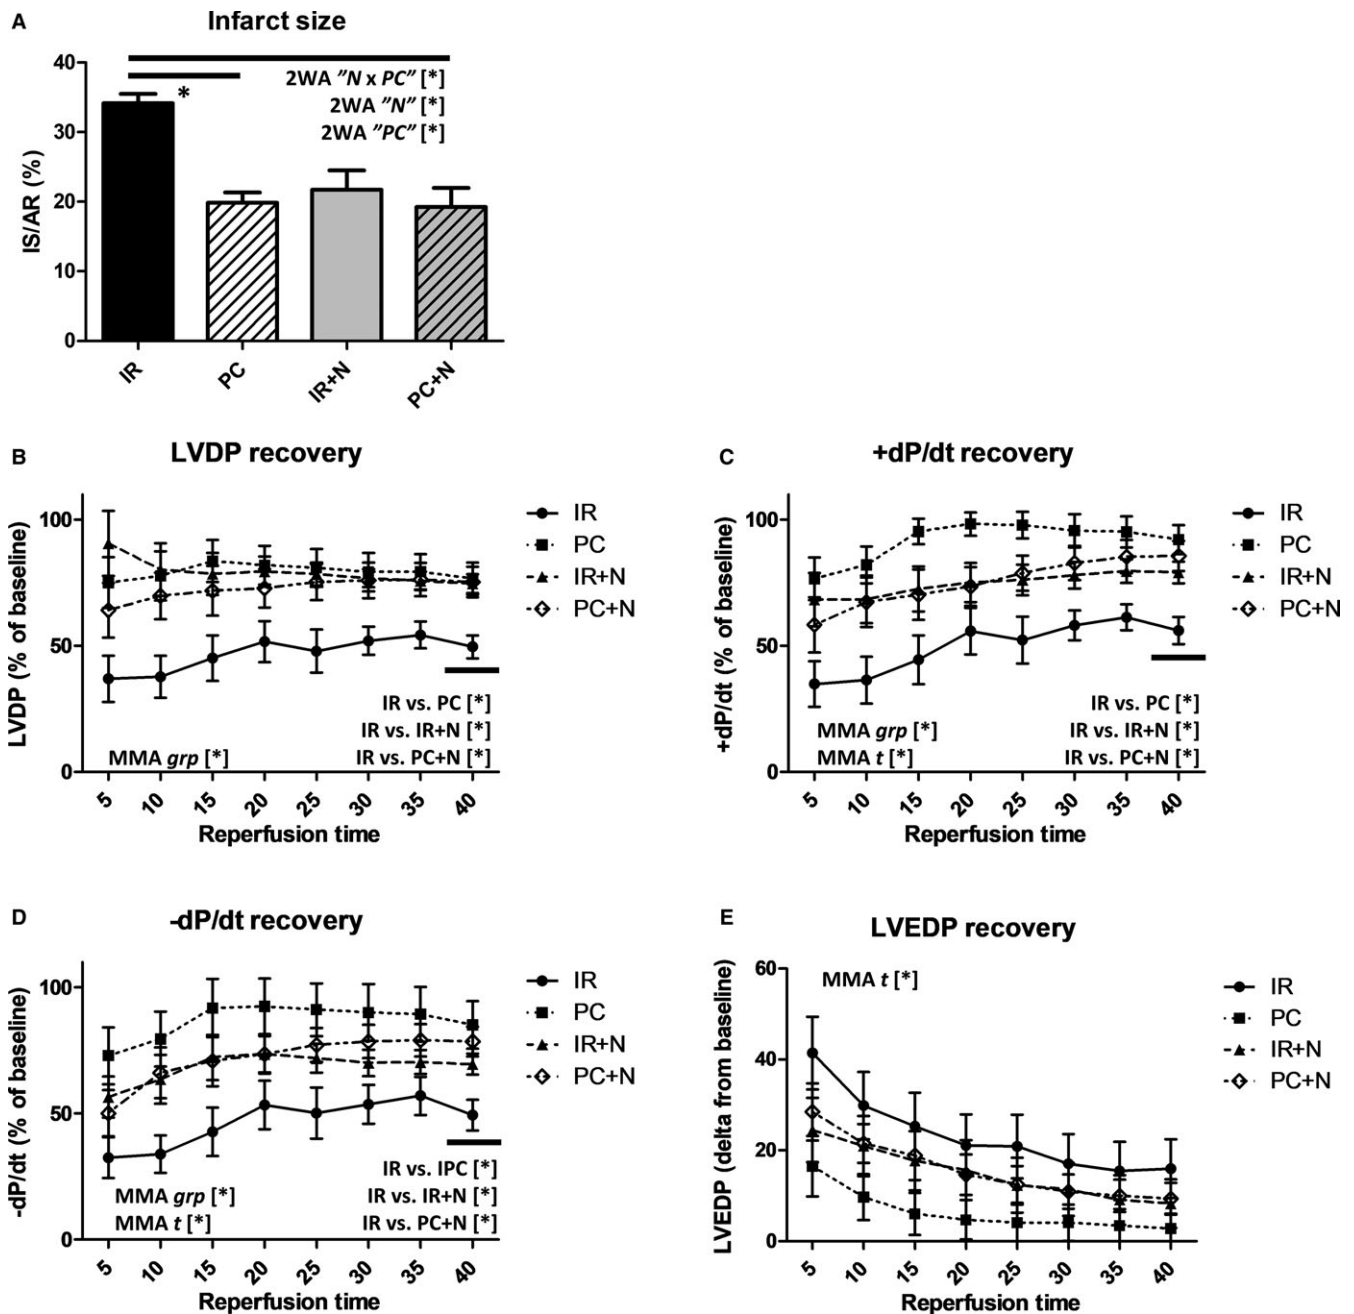 A
Infarct size
IS/AR (%)
40
30
20
10
0
*
2WA "N x PC" [*]
2WA "N" [*]
2WA "PC" [*]
IR
PC
IR+N
PC+N
B
LVDP recovery
LVDP (% of baseline)
100
50
0
MMA grp [*]
IR vs. PC [*]
IR vs. IR+N [*]
IR vs. PC+N [*]
5
10
15
20
25
30
35
40
Reperfusion time
IR
PC
IR+N
PC+N
C
+dP/dt recovery
+dP/dt (% of baseline)
100
50
0
MMA grp [*]
MMA t [*]
IR vs. PC [*]
IR vs. IR+N [*]
IR vs. PC+N [*]
5
10
15
20
25
30
35
40
Reperfusion time
IR
PC
IR+N
PC+N
D
-dP/dt recovery
-dP/dt (% of baseline)
100
50
0
MMA grp [*]
MMA t [*]
IR vs. IPC [*]
IR vs. IR+N [*]
IR vs. PC+N [*]
5
10
15
20
25
30
35
40
Reperfusion time
IR
PC
IR+N
PC+N
E
LVEDP recovery
LVEDP (delta from baseline)
60
40
20
0
MMA t [*]
5
10
15
20
25
30
35
40
Reperfusion time
IR
PC
IR+N
PC+N